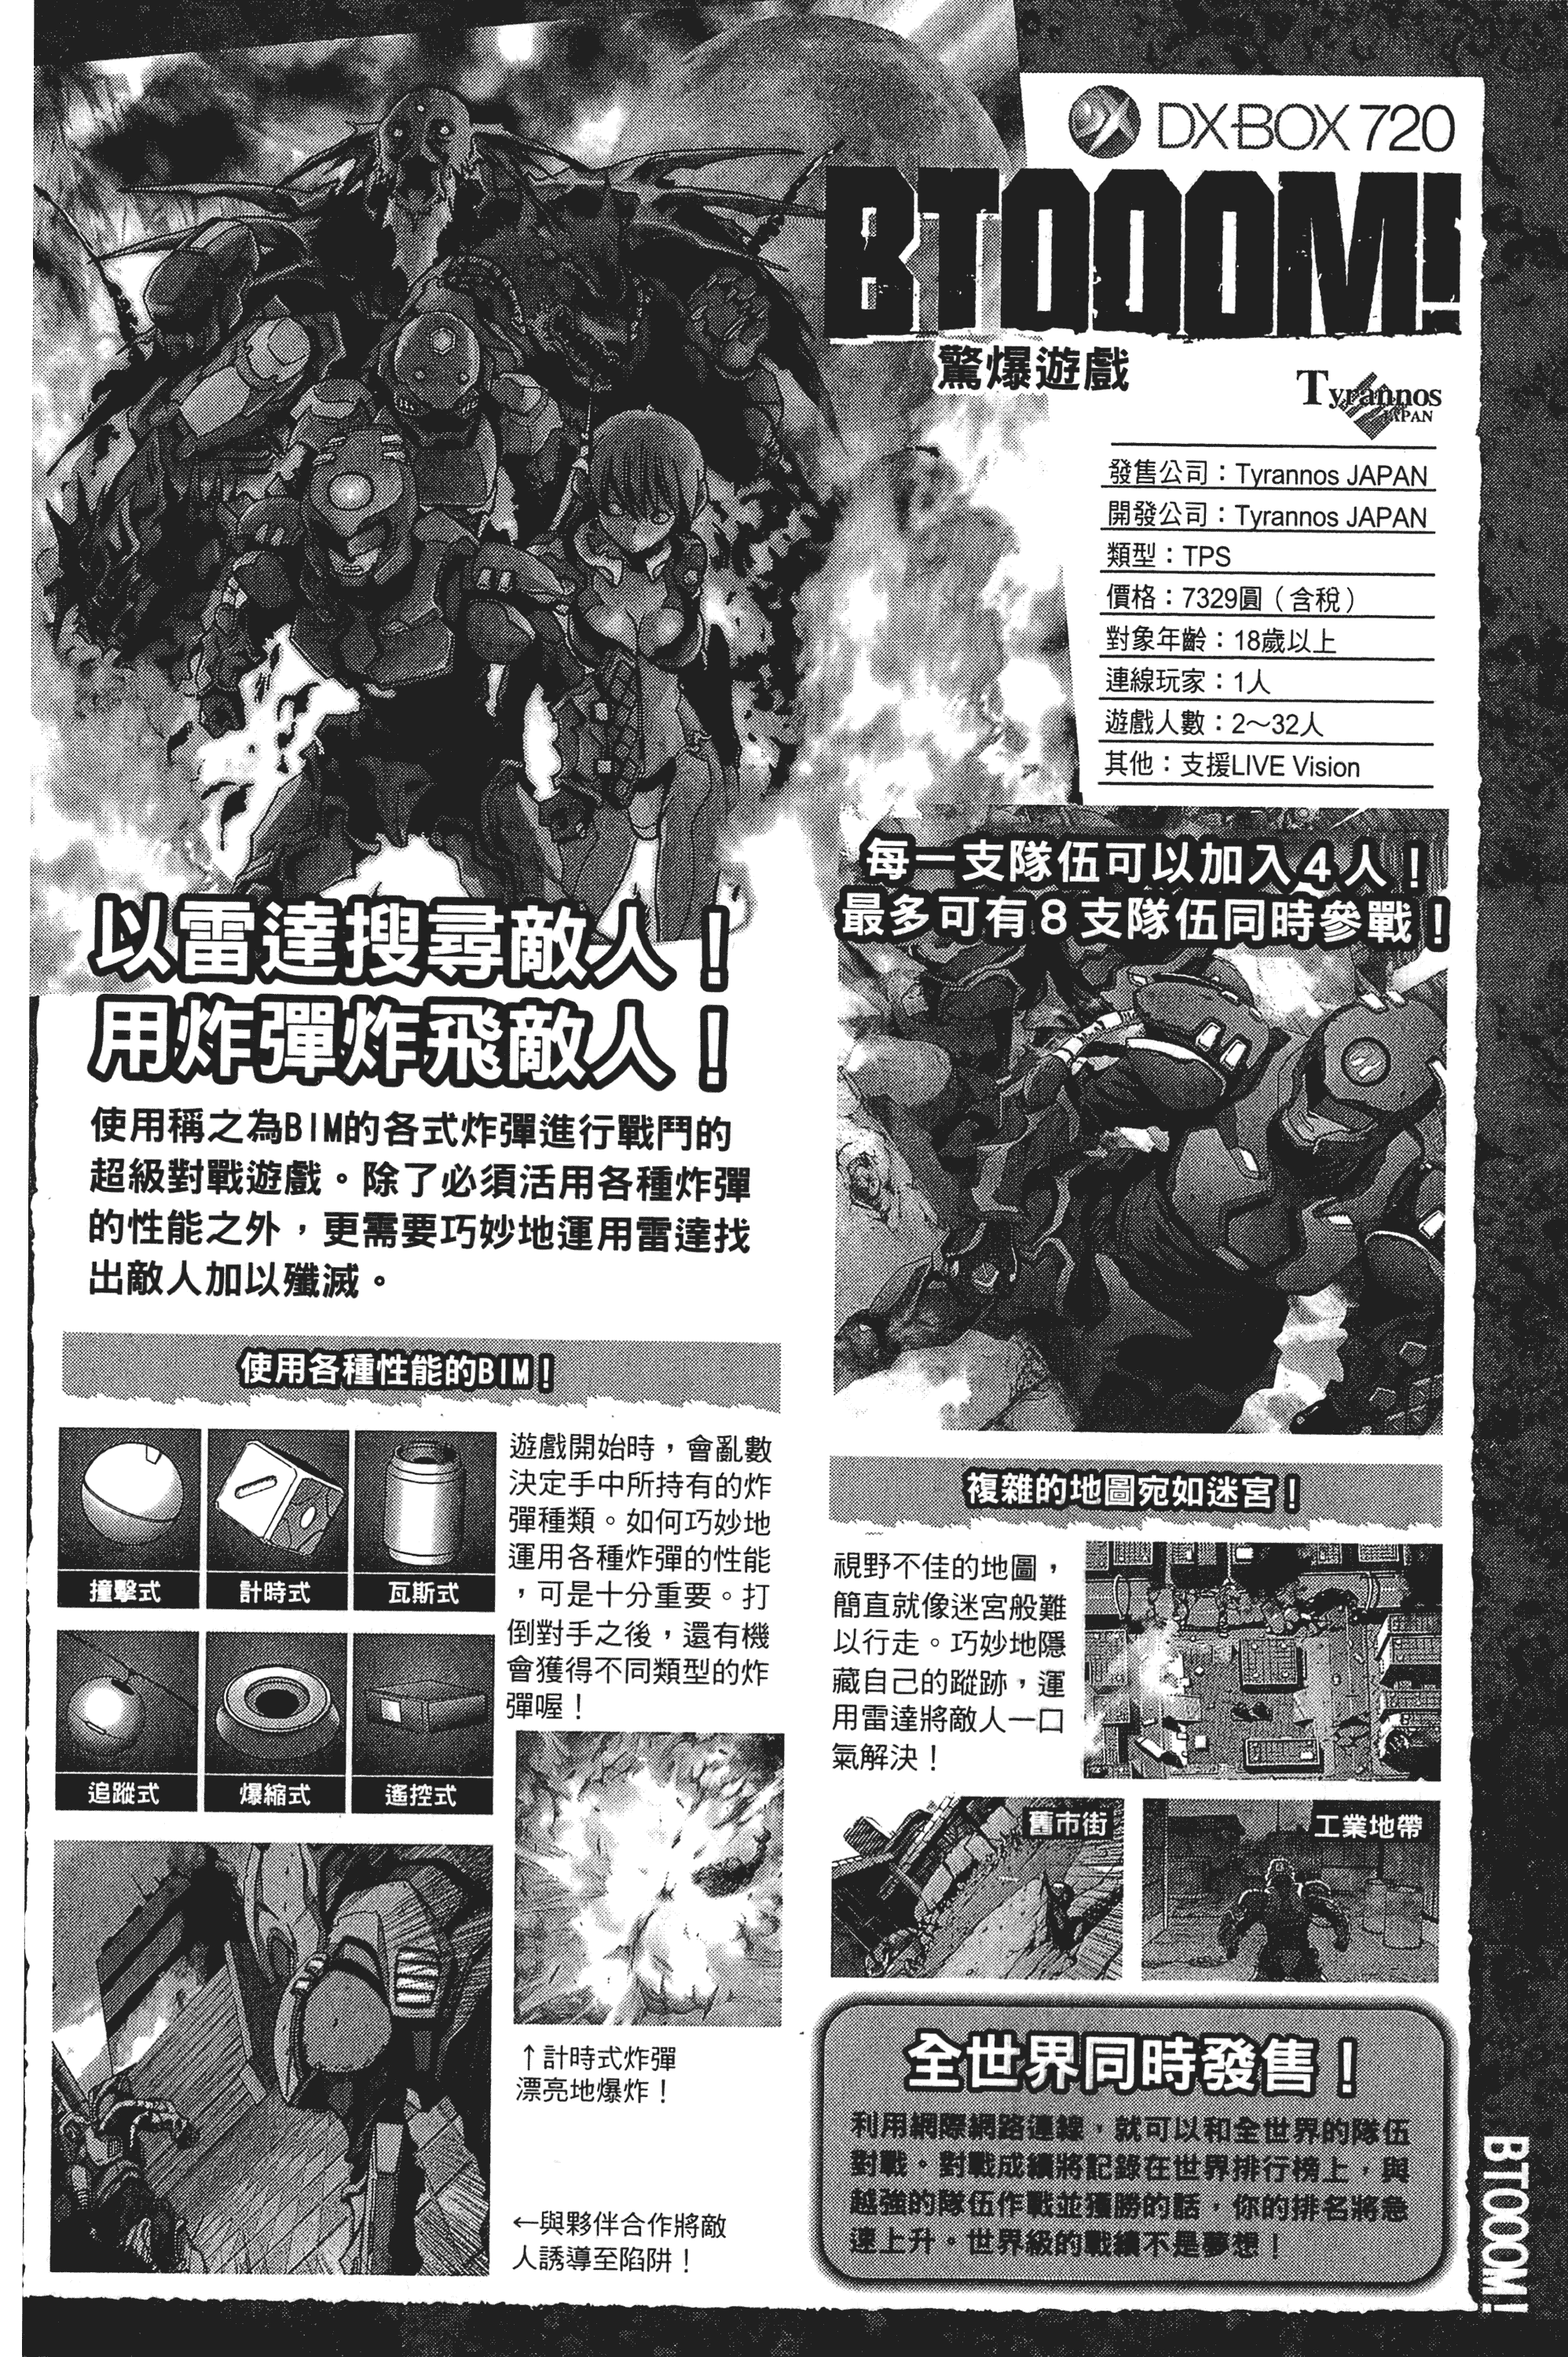 DX-BOX 720
BTOOOM!
驚爆遊戲
Tyrannos
JAPAN
發售公司：Tyrannos JAPAN
開發公司：Tyrannos JAPAN
類型：TPS
價格：7329圓（含稅）
對象年齡：18歲以上
連線玩家：1人
遊戲人數：2～32人
其他：支援LIVE Vision
以雷達搜尋敵人！
用炸彈炸飛敵人！
使用稱之為BIM的各式炸彈進行戰鬥的
超級對戰遊戲。除了必須活用各種炸彈
的性能之外，更需要巧妙地運用雷達找
出敵人加以殲滅。
使用各種性能的BIM！
撞擊式
計時式
瓦斯式
追蹤式
爆縮式
遙控式
遊戲開始時，會亂數
決定手中所持有的炸
彈種類。如何巧妙地
運用各種炸彈的性能
，可是十分重要。打
倒對手之後，還有機
會獲得不同類型的炸
彈喔！
↑計時式炸彈
漂亮地爆炸！
←與夥伴合作將敵
人誘導至陷阱！
每一支隊伍可以加入4人！
最多可有8支隊伍同時參戰！
複雜的地圖宛如迷宮！
視野不佳的地圖，
簡直就像迷宮般難
以行走。巧妙地隱
藏自己的蹤跡，運
用雷達將敵人一口
氣解決！
舊市街
工業地帶
全世界同時發售！
利用網際網路連線，就可以和全世界的隊伍
對戰。對戰成績將記錄在世界排行榜上，與
越強的隊伍作戰並獲勝的話，你的排名將急
速上升。世界級的戰績不是夢想！
BTOOOM!